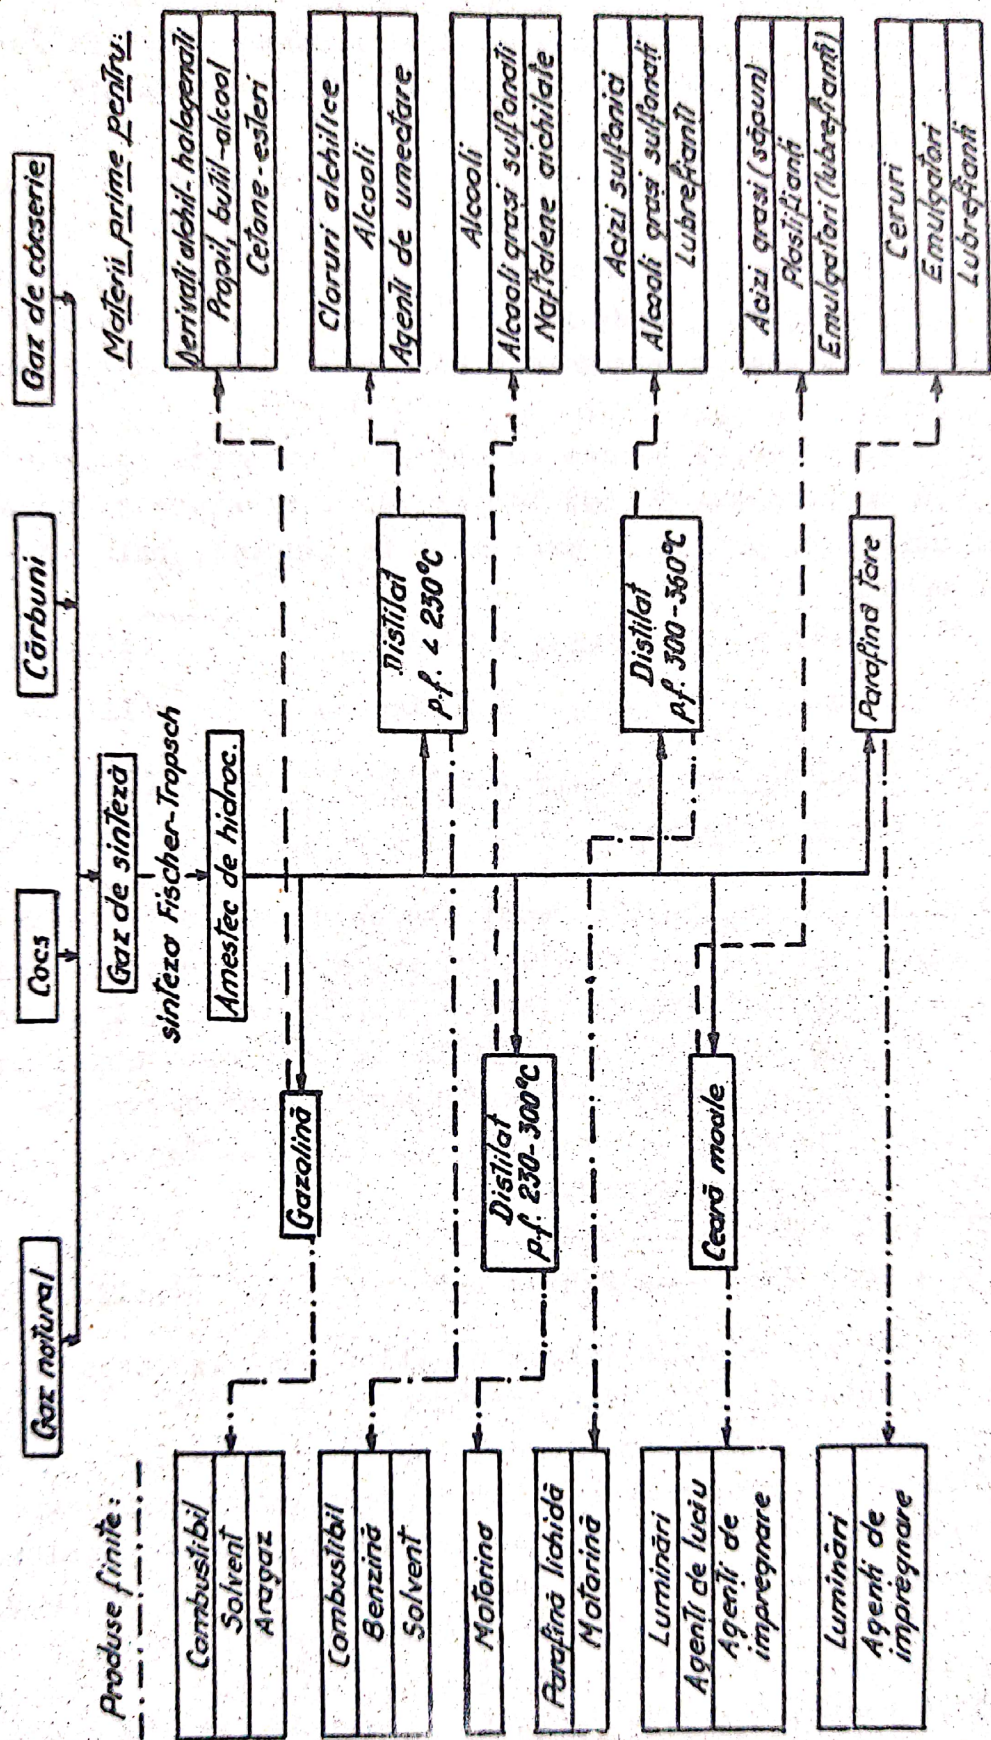 Gaz natural
Cocs
Cărbuni
Gaz de cocserie
Gaz de sinteză
sinteza Fischer-Tropsch
Amestec de hidroc.
Produse finite:
Materii prime pentru:
Combustibil
Solvent
Aragaz
Gazolină
Derivați alchil-halogenați
Propil, butil-alcool
Cetone-esteri
Combustibil
Benzină
Solvent
Distilat
p.f. < 230°C
Cloruri alchilice
Alcooli
Agenți de umectare
Motorina
Distilat
p.f. 230-300°C
Alcooli
Alcooli grași sulfonați
Naftalene alchilate
Parafină lichidă
Motorină
Distilat
p.f. 300-360°C
Acizi sulfonici
Alcooli grași sulfonați
Lubrefianți
Luminări
Agenți de luciu
Agenți de
impregnare
Ceară moale
Acizi grasi (săpun)
Plastifianți
Emulgatori (lubrefianți)
Luminări
Agenți de
impregnare
Parafină tare
Ceruri
Emulgatori
Lubrefianți